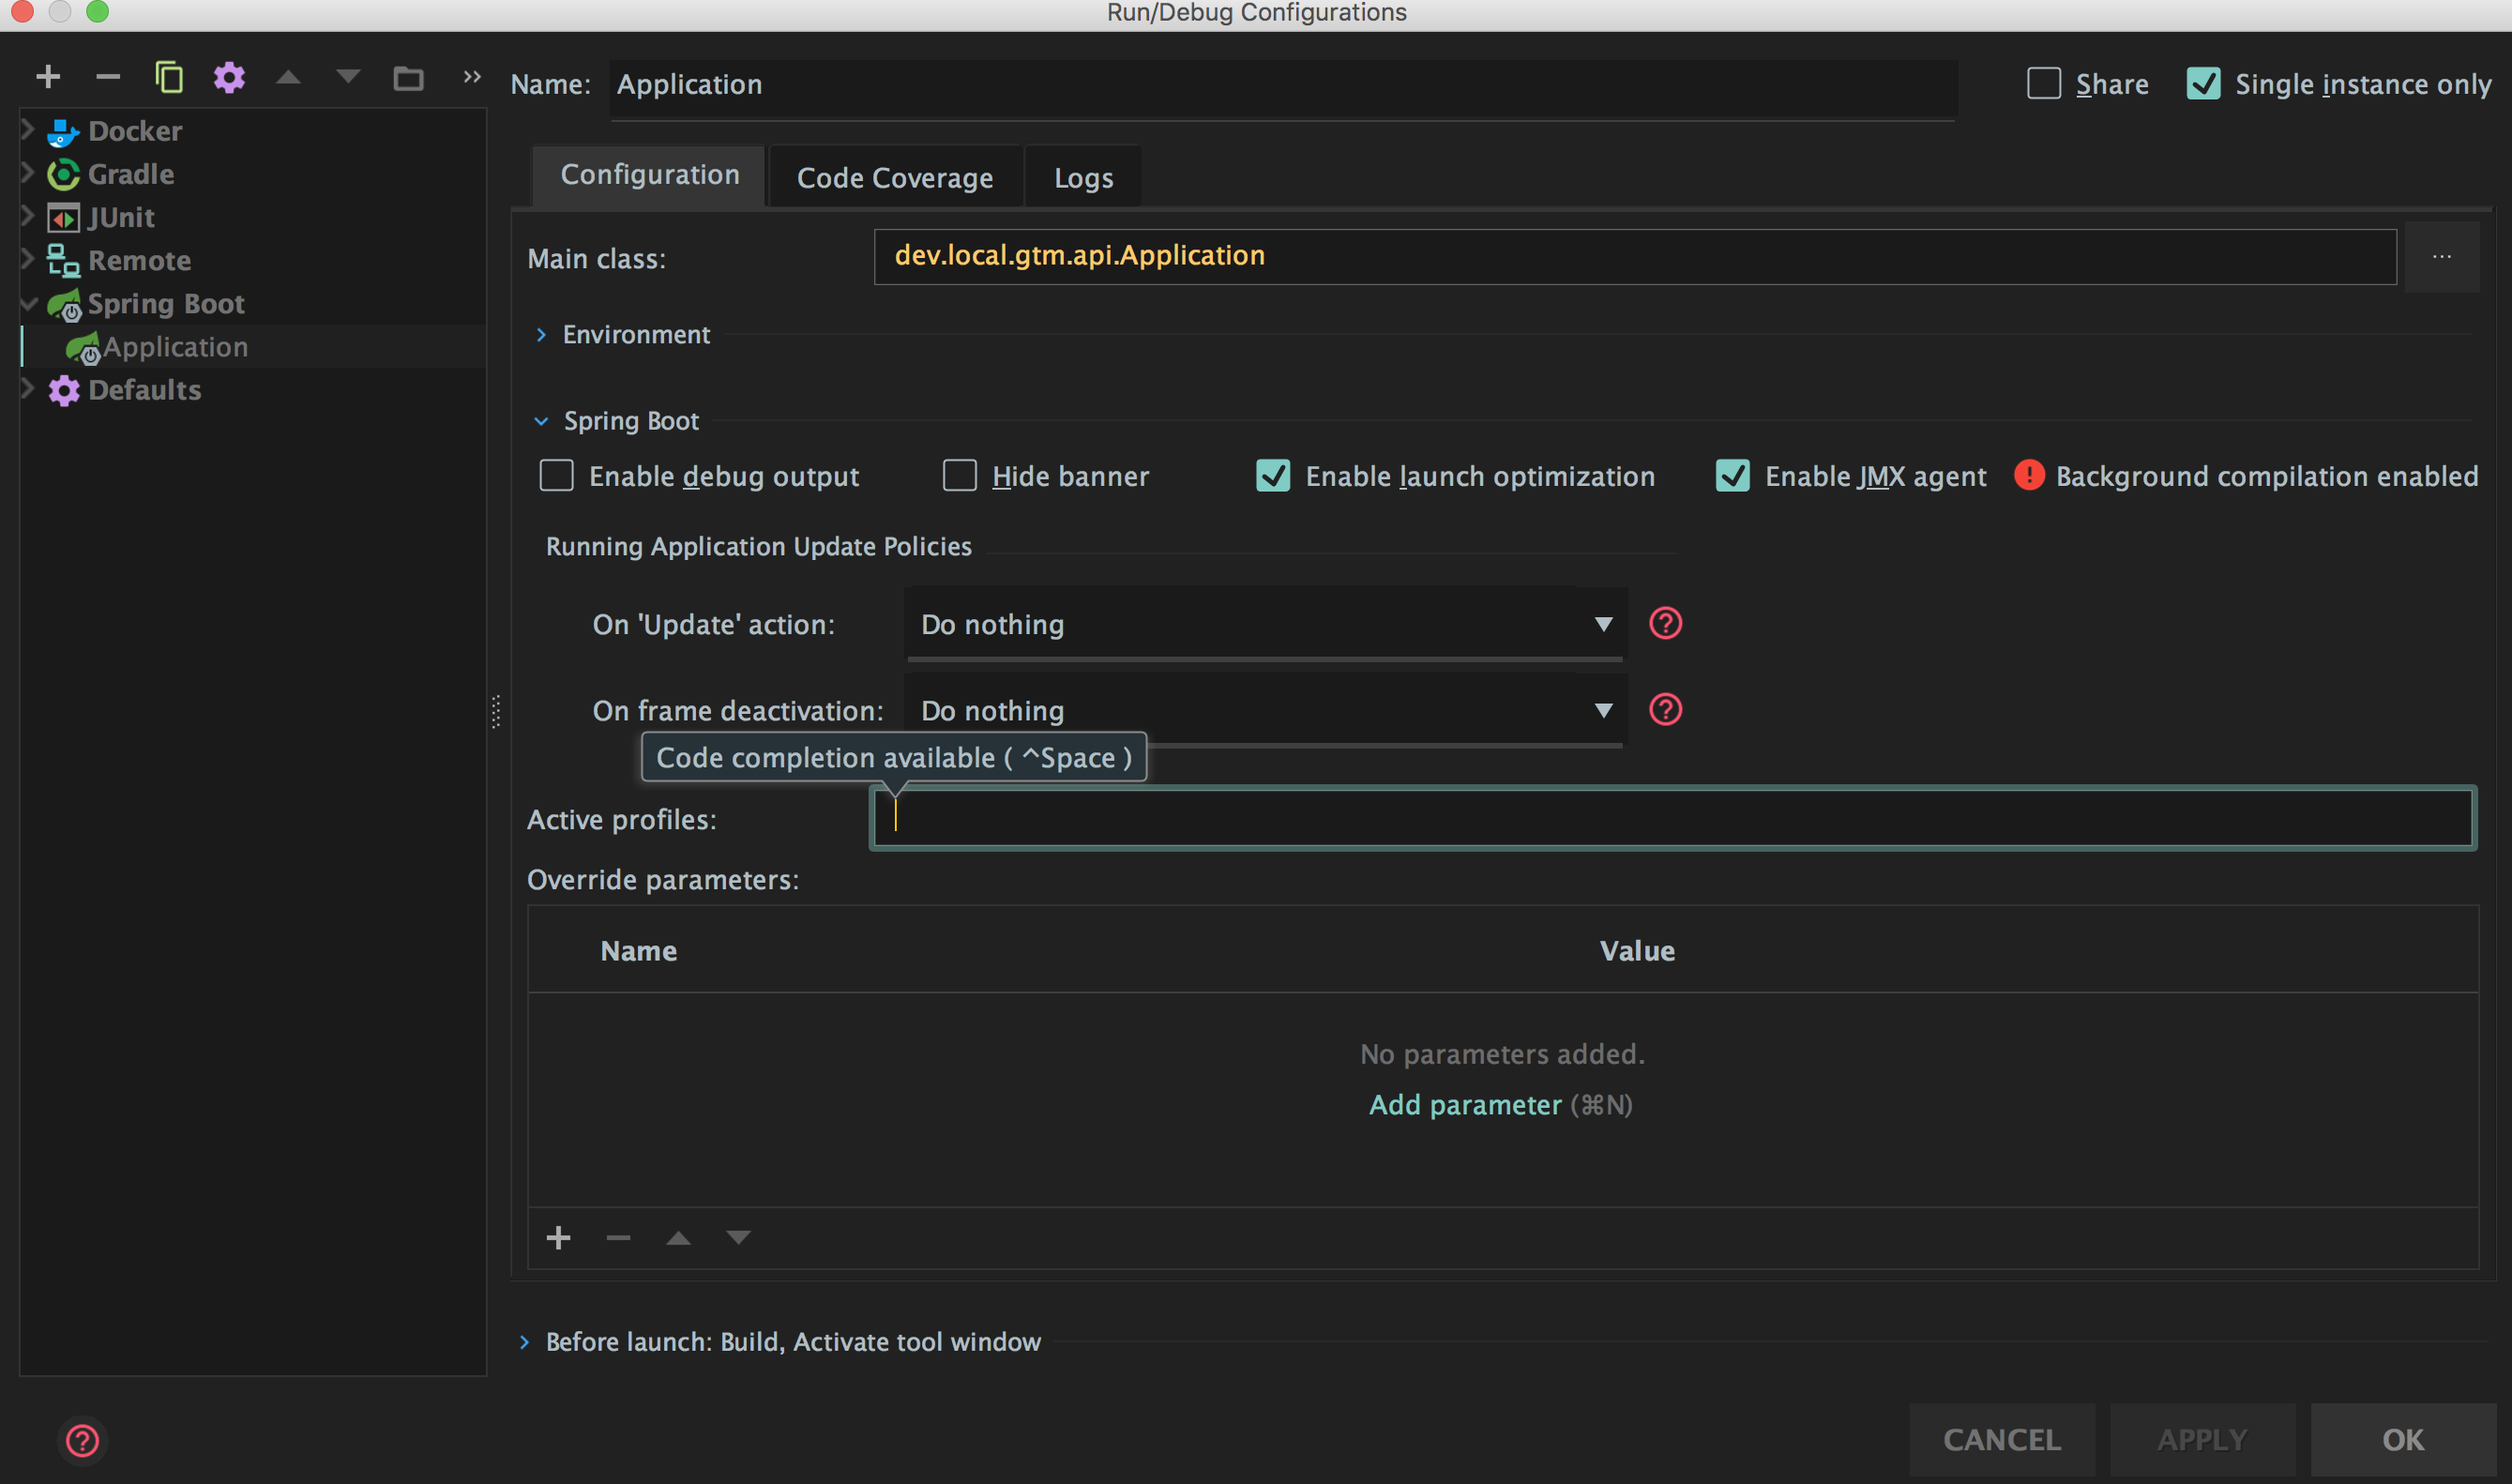 Run/Debug Configurations
Name: Application Share Single instance only
Docker
Gradle
JUnit
Remote
Spring Boot
Application
Defaults
Configuration Code Coverage Logs
Main class: dev.local.gtm.api.Application ...
Environment
Spring Boot
Enable debug output Hide banner Enable launch optimization Enable JMX agent Background compilation enabled
Running Application Update Policies
On 'Update' action: Do nothing
On frame deactivation: Do nothing
Code completion available ( ^Space )
Active profiles:
Override parameters:
Name Value
No parameters added.
Add parameter (⌘N)
Before launch: Build, Activate tool window
CANCEL APPLY OK